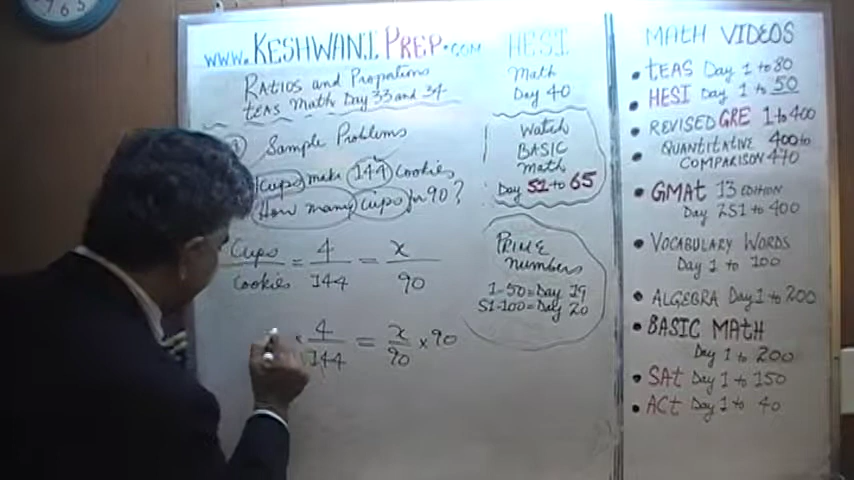 www.KESHWANI PREP.com
RATIOS and Propations
TEAS Math Day 33 and 34
Sample Problems
cups make 144 Cookies
How many cups for 90?
Cups = 4 = x
Cookies 144 90
× 4 = x × 90
144 90
HESI
Math
Day 40
Watch
BASIC
Math
Day 51 to 65
PRIME
numbers
1-50 = Day 19
51-100 = Day 20
MATH VIDEOS
• TEAS Day 1 to 80
• HESI Day 1 to 50
• REVISED GRE 1 to 400
• QUANTITATIVE 400 to
COMPARISON 470
• GMAT 13 EDITION
Day 251 to 400
• VOCABULARY WORDS
Day 1 to 100
• ALGEBRA Day 1 to 200
• BASIC MATH
Day 1 to 200
• SAT Day 1 to 150
• ACT Day 1 to 40